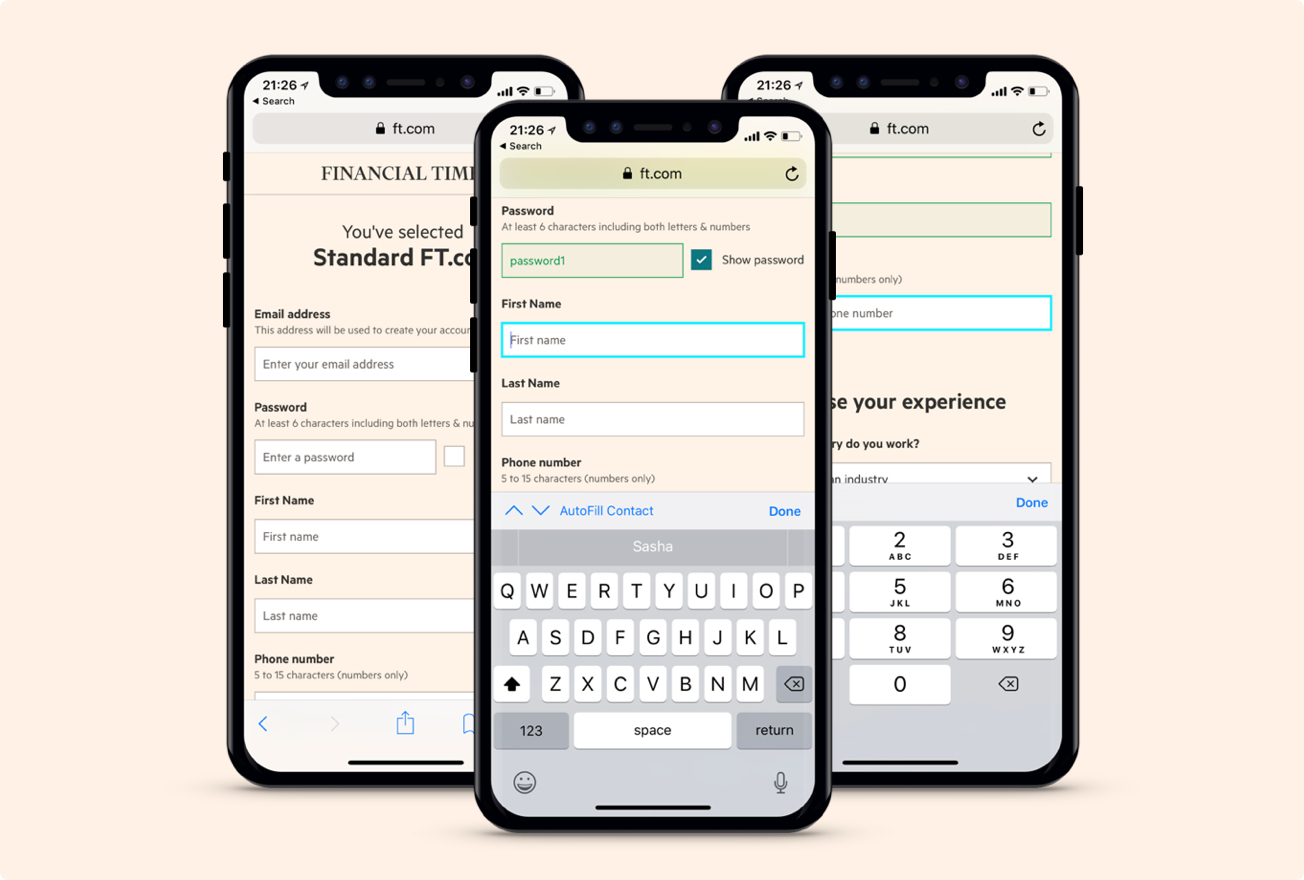 21:26
Search
ft.com
FINANCIAL TIM
You've selected
Standard FT.c
Email address
This address will be used to create your accou
Enter your email address
Password
At least 6 characters including both letters & nu
Enter a password
First Name
First name
Last Name
Last name
Phone number
5 to 15 characters (numbers only)
21:26
Search
ft.com
Password
At least 6 characters including both letters & numbers
password1
Show password
First Name
First name
Last Name
Last name
Phone number
5 to 15 characters (numbers only)
AutoFill Contact
Done
Sasha
Q W E R T Y U I O P
A S D F G H J K L
Z X C V B N M
123 space return
21:26
Search
ft.com
numbers only)
one number
se your experience
ry do you work?
an industry
Done
2 3
ABC DEF
5 6
JKL MNO
8 9
TUV WXYZ
0